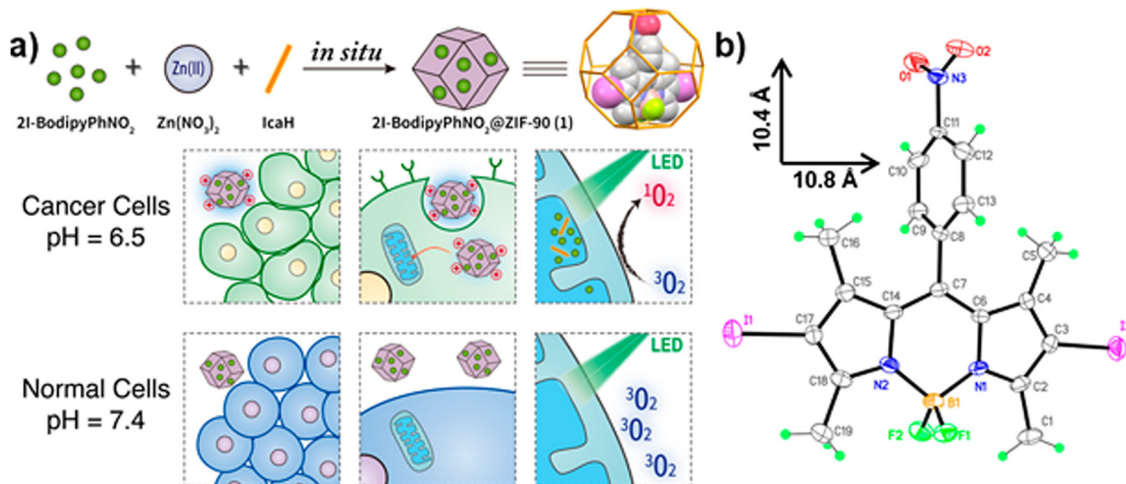 a)
in situ
+
Zn(II)
+
2I-BodipyPhNO₂
Zn(NO₃)₂
IcaH
2I-BodipyPhNO₂@ZIF-90 (1)
Cancer Cells
pH = 6.5
LED
¹O₂
³O₂
Normal Cells
pH = 7.4
LED
³O₂
³O₂
³O₂
b)
10.4 Å
10.8 Å
O1
O2
N3
C11
C10
C12
C9
C13
C8
C16
C5
C15
C14
C7
C6
C4
I1
C17
C3
C18
N2
N1
C2
B1
C19
F2
F1
C1